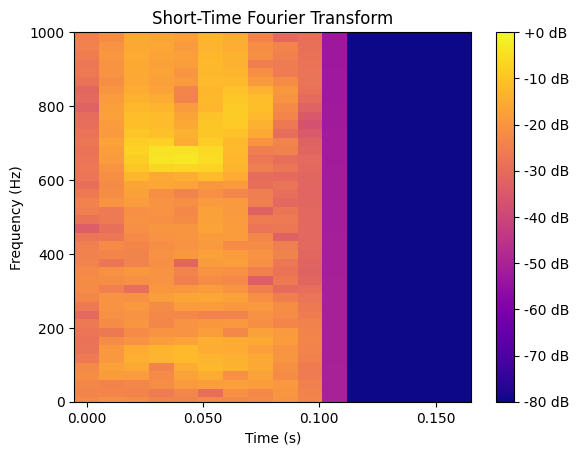 Short-Time Fourier Transform
Frequency (Hz)
1000
800
600
400
200
0
0.000
0.050
0.100
0.150
Time (s)
+0 dB
-10 dB
-20 dB
-30 dB
-40 dB
-50 dB
-60 dB
-70 dB
-80 dB